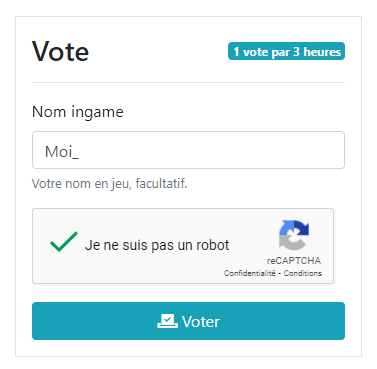 Vote
1 vote par 3 heures
Nom ingame
Moi_
Votre nom en jeu, facultatif.
Je ne suis pas un robot
reCAPTCHA
Confidentialité - Conditions
Voter